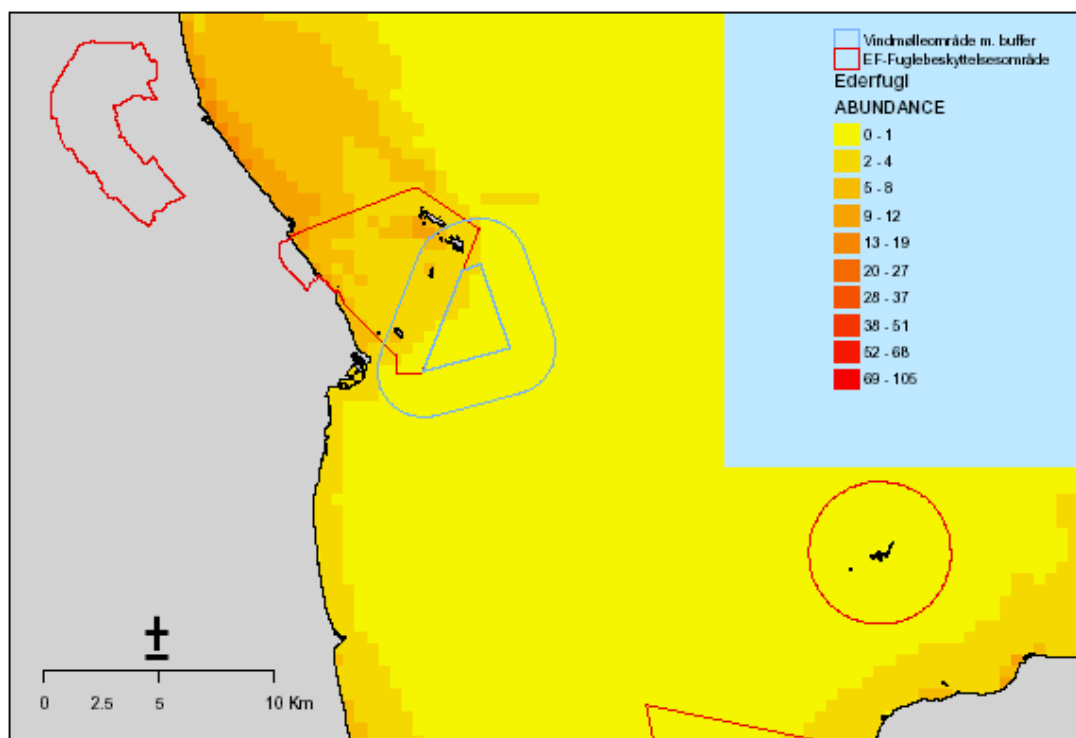 Vindmølleområde m. buffer
EF-Fuglebeskyttelsesområde
Ederfugl
ABUNDANCE
0 - 1
2 - 4
5 - 8
9 - 12
13 - 19
20 - 27
28 - 37
38 - 51
52 - 68
69 - 105
0 2.5 5 10 Km